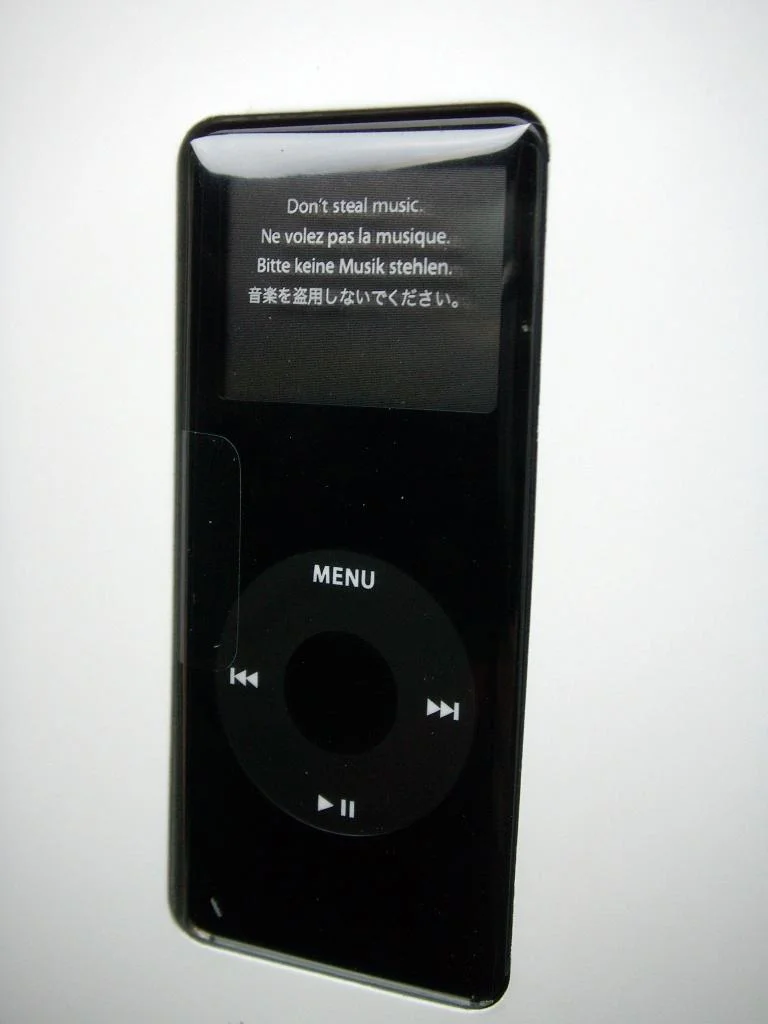 Don't steal music.
Ne volez pas la musique.
Bitte keine Musik stehlen.
音楽を盗用しないでください。
MENU